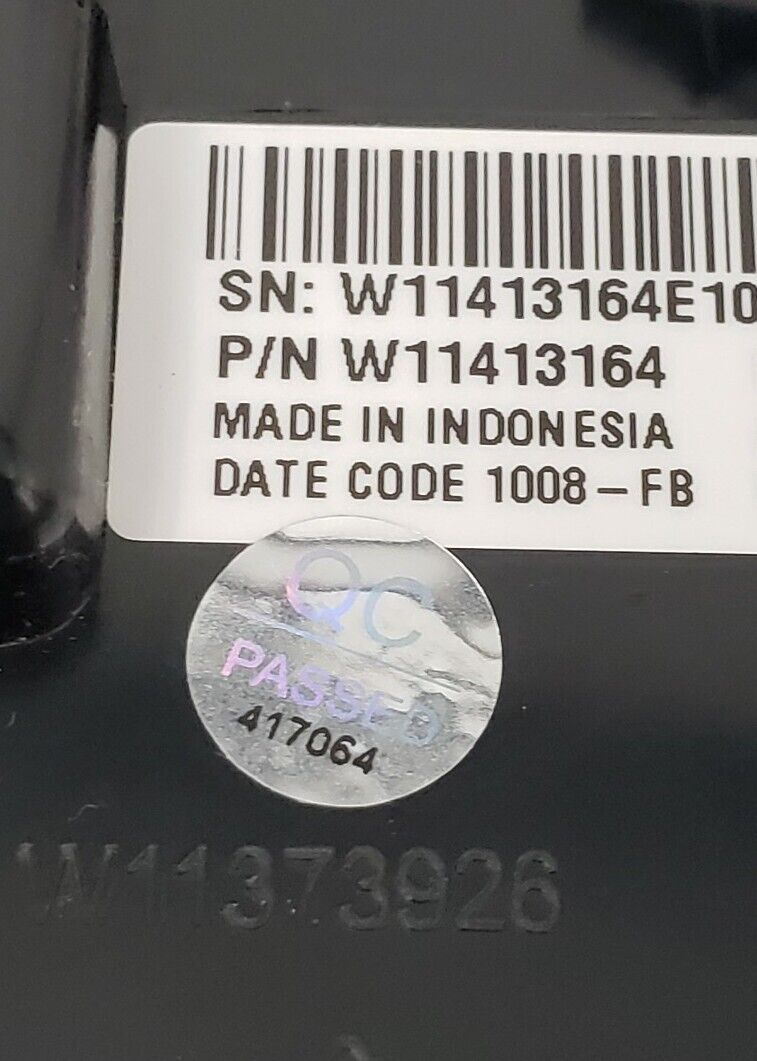 SN: W11413164E10
P/N W11413164
MADE IN INDONESIA
DATE CODE 1008-FB
QC
PASSED
417064
W11373926